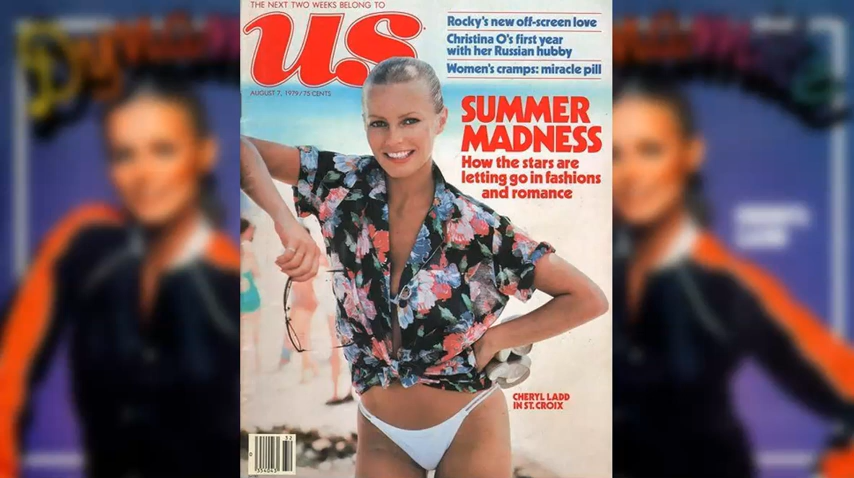 THE NEXT TWO WEEKS BELONG TO
us
AUGUST 7, 1979/75 CENTS
Rocky's new off-screen love
Christina O's first year
with her Russian hubby
Women's cramps: miracle pill
SUMMER
MADNESS
How the stars are
letting go in fashions
and romance
CHERYL LADD
IN ST. CROIX
CHERYL
LADD